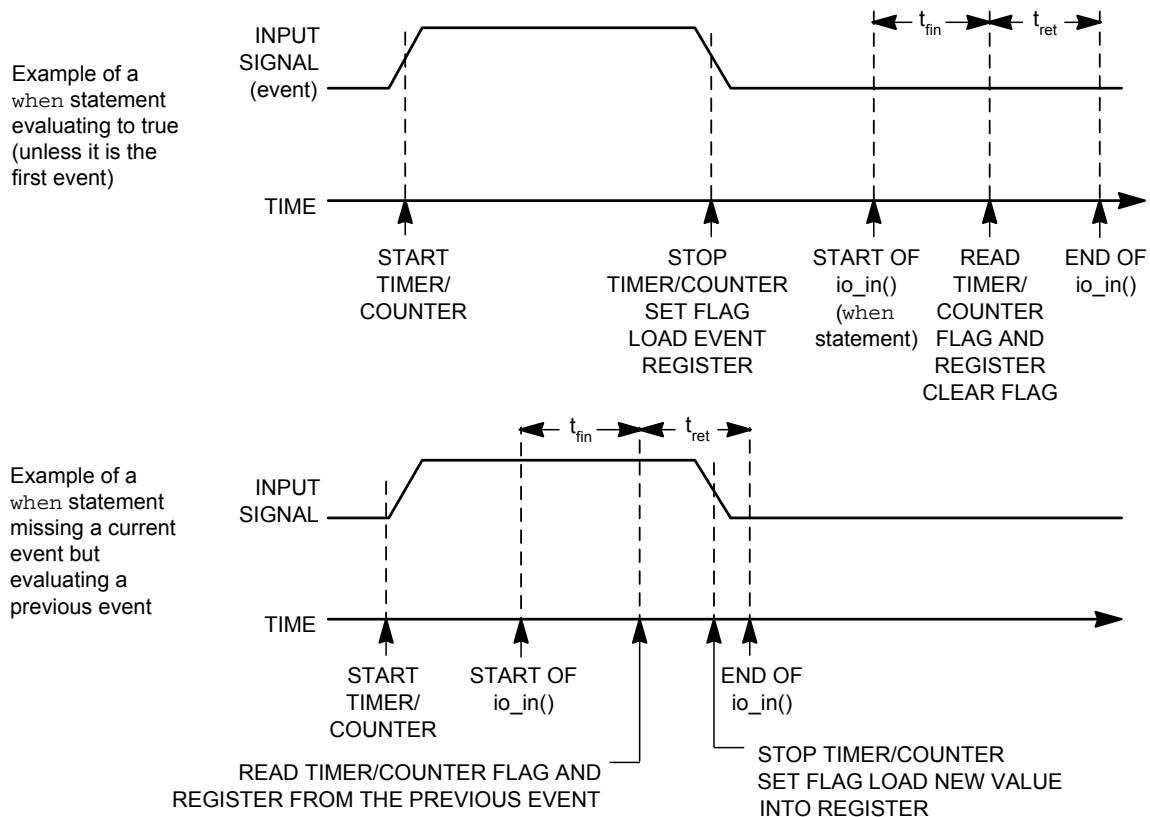 Example of a
when statement
evaluating to true
(unless it is the
first event)
INPUT
SIGNAL
(event)
t_fin
t_ret
TIME
START
TIMER/
COUNTER
STOP
TIMER/COUNTER
SET FLAG
LOAD EVENT
REGISTER
START OF
io_in()
(when
statement)
READ
TIMER/
COUNTER
FLAG AND
REGISTER
CLEAR FLAG
END OF
io_in()
Example of a
when statement
missing a current
event but
evaluating a
previous event
INPUT
SIGNAL
t_fin
t_ret
TIME
START
TIMER/
COUNTER
START OF
io_in()
END OF
io_in()
READ TIMER/COUNTER FLAG AND
REGISTER FROM THE PREVIOUS EVENT
STOP TIMER/COUNTER
SET FLAG LOAD NEW VALUE
INTO REGISTER